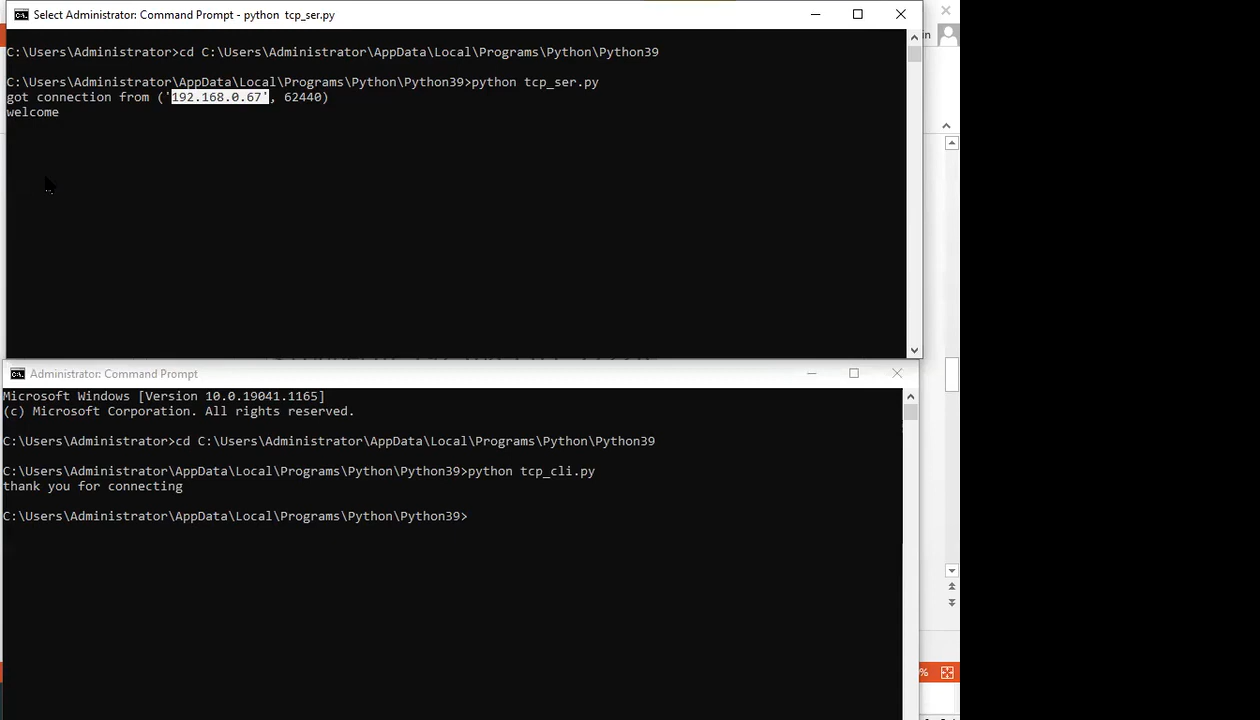 Select Administrator: Command Prompt - python  tcp_ser.py
C:\Users\Administrator>cd C:\Users\Administrator\AppData\Local\Programs\Python\Python39
C:\Users\Administrator\AppData\Local\Programs\Python\Python39>python tcp_ser.py
got connection from ('192.168.0.67', 62440)
welcome
Administrator: Command Prompt
Microsoft Windows [Version 10.0.19041.1165]
(c) Microsoft Corporation. All rights reserved.
C:\Users\Administrator>cd C:\Users\Administrator\AppData\Local\Programs\Python\Python39
C:\Users\Administrator\AppData\Local\Programs\Python\Python39>python tcp_cli.py
thank you for connecting
C:\Users\Administrator\AppData\Local\Programs\Python\Python39>